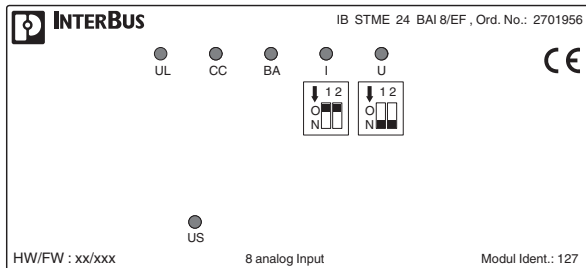 INTERBUS
IB STME 24 BAI 8/EF , Ord. No.: 2701956
UL CC BA I U
CE
1 2 1 2
O O
N N
US
HW/FW : xx/xxx 8 analog Input Modul Ident.: 127